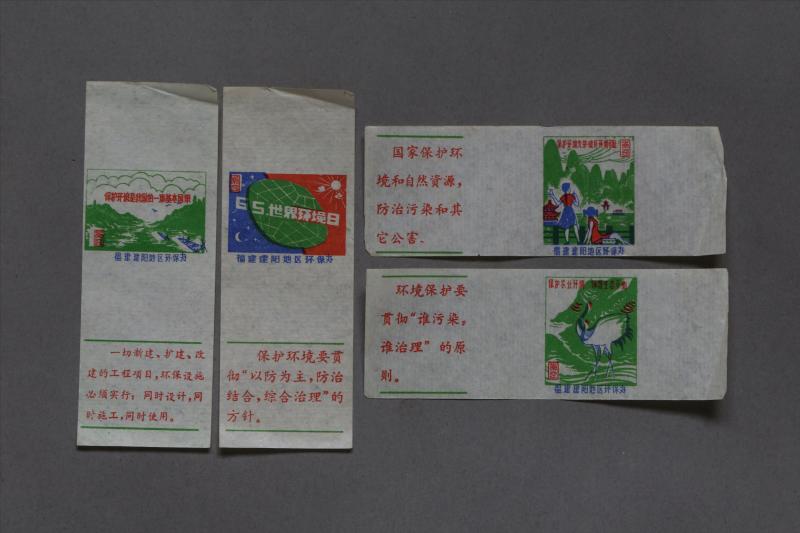 保护环境是我国的一项基本国策
福建建阳地区环保办
一切新建、扩建、改
建的工程项目,环保设施
必须实行:同时设计,同
时施工,同时使用。
6.5.世界环境日
福建建阳地区环保办
保护环境要贯
彻“以防为主,防治
结合,综合治理”的
方针。
国家保护环
境和自然资源,
防治污染和其
它公害.
福建建阳地区环保办
环境保护要
贯彻“谁污染,
谁治理”的原
则。
保护农业环境
福建建阳地区环保办